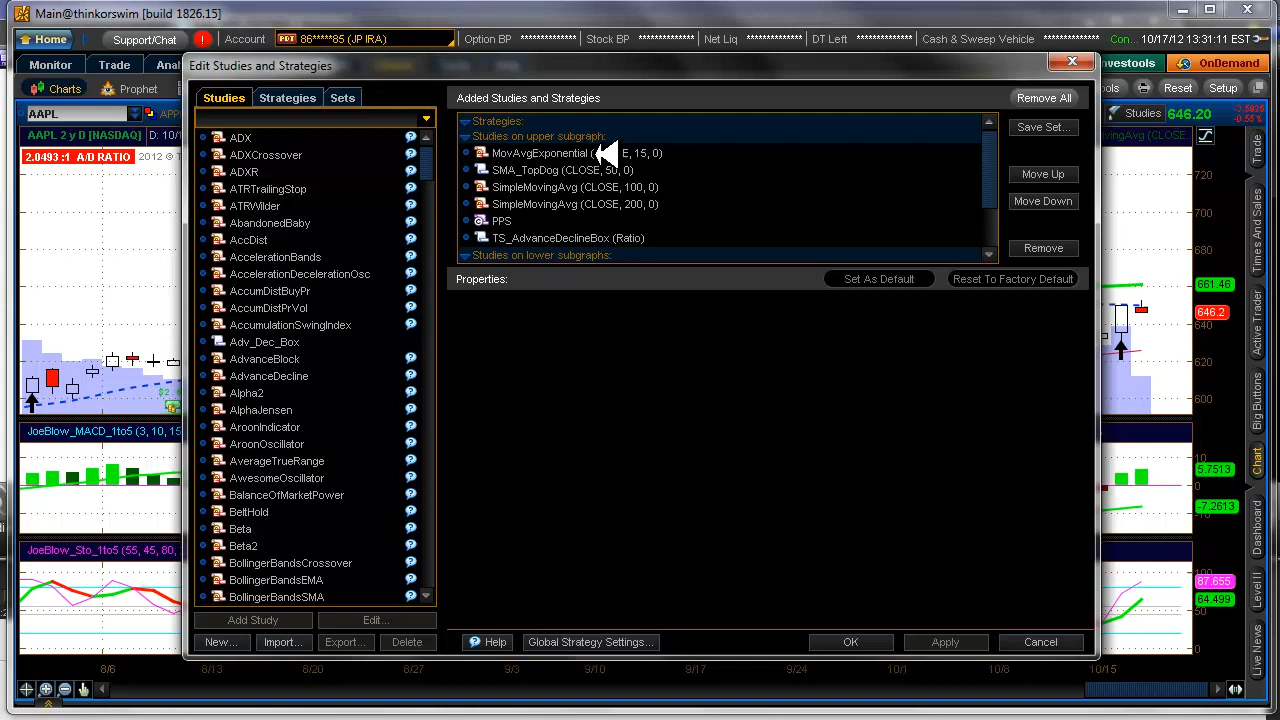 Main@thinkorswim [build 1826.15]
Home
Support/Chat
!
Account
PDT 86*****85 (JP IRA)
Option BP **********
Stock BP **********
Net Liq **********
DT Left **********
Cash & Sweep Vehicle **********
Con... 10/17/12 13:31:11 EST
Monitor
Trade
Edit Studies and Strategies
OnDemand
Charts
Prophet
Reset
Setup
AAPL
Studies
646.20
-0.55%
AAPL 2 y D [NASDAQ]
2.0493 :1 A/D RATIO
2012 ©
Studies
Strategies
Sets
ADX
ADXCrossover
ADXR
ATRTrailingStop
ATRWilder
AbandonedBaby
AccDist
AccelerationBands
AccelerationDecelerationOsc
AccumDistBuyPr
AccumDistPrVol
AccumulationSwingIndex
Adv_Dec_Box
AdvanceBlock
AdvanceDecline
Alpha2
AlphaJensen
AroonIndicator
AroonOscillator
AverageTrueRange
AwesomeOscillator
BalanceOfMarketPower
BeltHold
Beta
Beta2
BollingerBandsCrossover
BollingerBandsEMA
BollingerBandsSMA
Add Study
Edit...
New...
Import...
Export...
Delete
Added Studies and Strategies
Remove All
Strategies:
Studies on upper subgraph:
MovAvgExponential
E, 15, 0)
(CLOSE, 50, 0)
SimpleMovingAvg (CLOSE, 100, 0)
SimpleMovingAvg (CLOSE, 200, 0)
PPS
TS_AdvanceDeclineBox (Ratio)
Studies on lower subgraphs:
Save Set...
Move Up
Move Down
Remove
Properties:
Set As Default
Reset To Factory Default
Help
Global Strategy Settings...
OK
Apply
Cancel
720
700
680
661.46
646.2
640
620
600
JoeBlow_MACD_1to5 (3, 10, 15
10
5.7513
0
-7.2613
JoeBlow_Sto_1to5 (55, 45, 80,
100
87.655
64.499
50
0
8/6
8/13
8/20
8/27
9/3
9/10
9/17
9/24
10/1
10/8
10/15
Trade
Times And Sales
Active Trader
Big Buttons
Chart
Dashboard
Level II
Live News